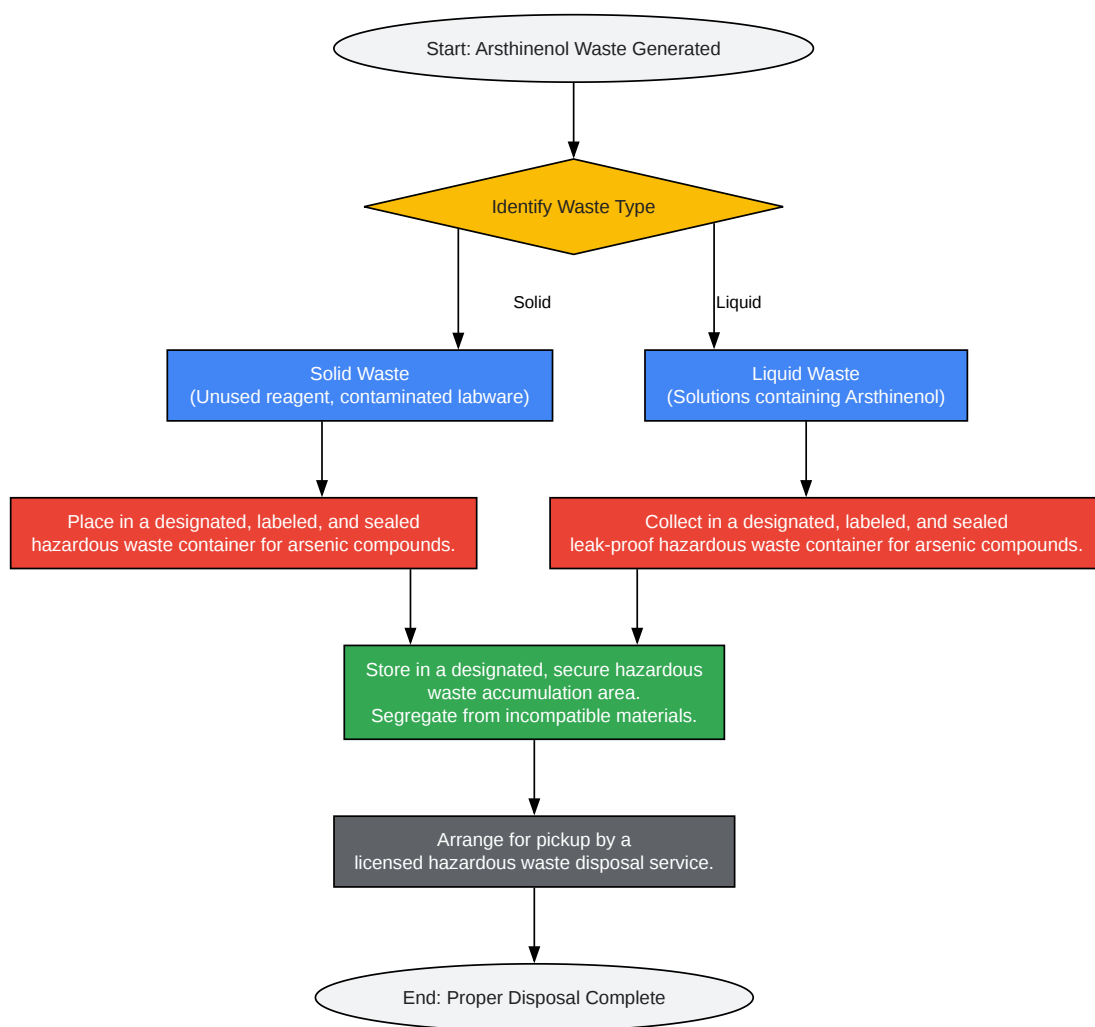 Start: Arsthinenol Waste Generated
Identify Waste Type
Solid
Liquid
Solid Waste
(Unused reagent, contaminated labware)
Liquid Waste
(Solutions containing Arsthinenol)
Place in a designated, labeled, and sealed
hazardous waste container for arsenic compounds.
Collect in a designated, labeled, and sealed
leak-proof hazardous waste container for arsenic compounds.
Store in a designated, secure hazardous
waste accumulation area.
Segregate from incompatible materials.
Arrange for pickup by a
licensed hazardous waste disposal service.
End: Proper Disposal Complete